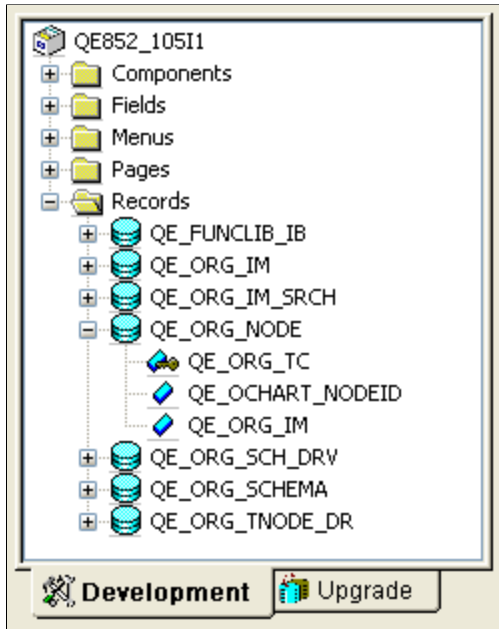 QE852_105I1
Components
Fields
Menus
Pages
Records
QE_FUNCLIB_IB
QE_ORG_IM
QE_ORG_IM_SRCH
QE_ORG_NODE
QE_ORG_TC
QE_OCHART_NODEID
QE_ORG_IM
QE_ORG_SCH_DRV
QE_ORG_SCHEMA
QE_ORG_TNODE_DR
Development Upgrade